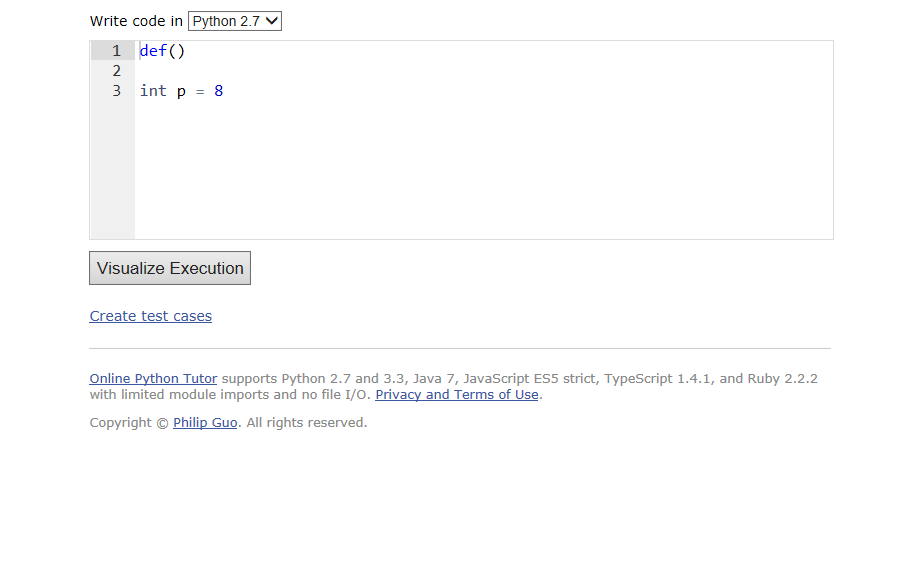 Write code in Python 2.7
1 def()
2
3 int p = 8
Visualize Execution
Create test cases
Online Python Tutor supports Python 2.7 and 3.3, Java 7, JavaScript ES5 strict, TypeScript 1.4.1, and Ruby 2.2.2
with limited module imports and no file I/O. Privacy and Terms of Use.
Copyright © Philip Guo. All rights reserved.